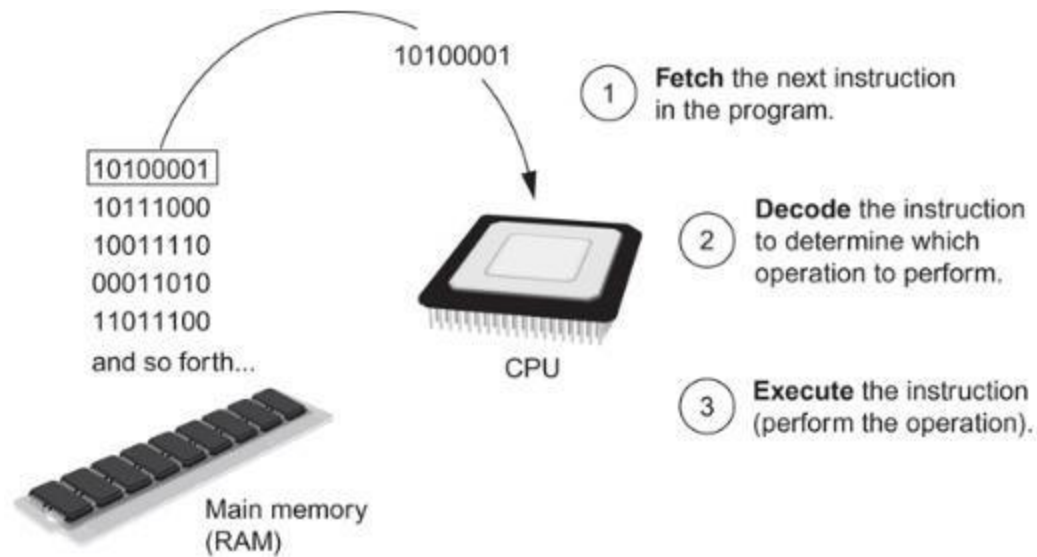 10100001
1
Fetch the next instruction
in the program.
10100001
10111000
10011110
00011010
11011100
and so forth...
2
Decode the instruction
to determine which
operation to perform.
CPU
3
Execute the instruction
(perform the operation).
Main memory
(RAM)